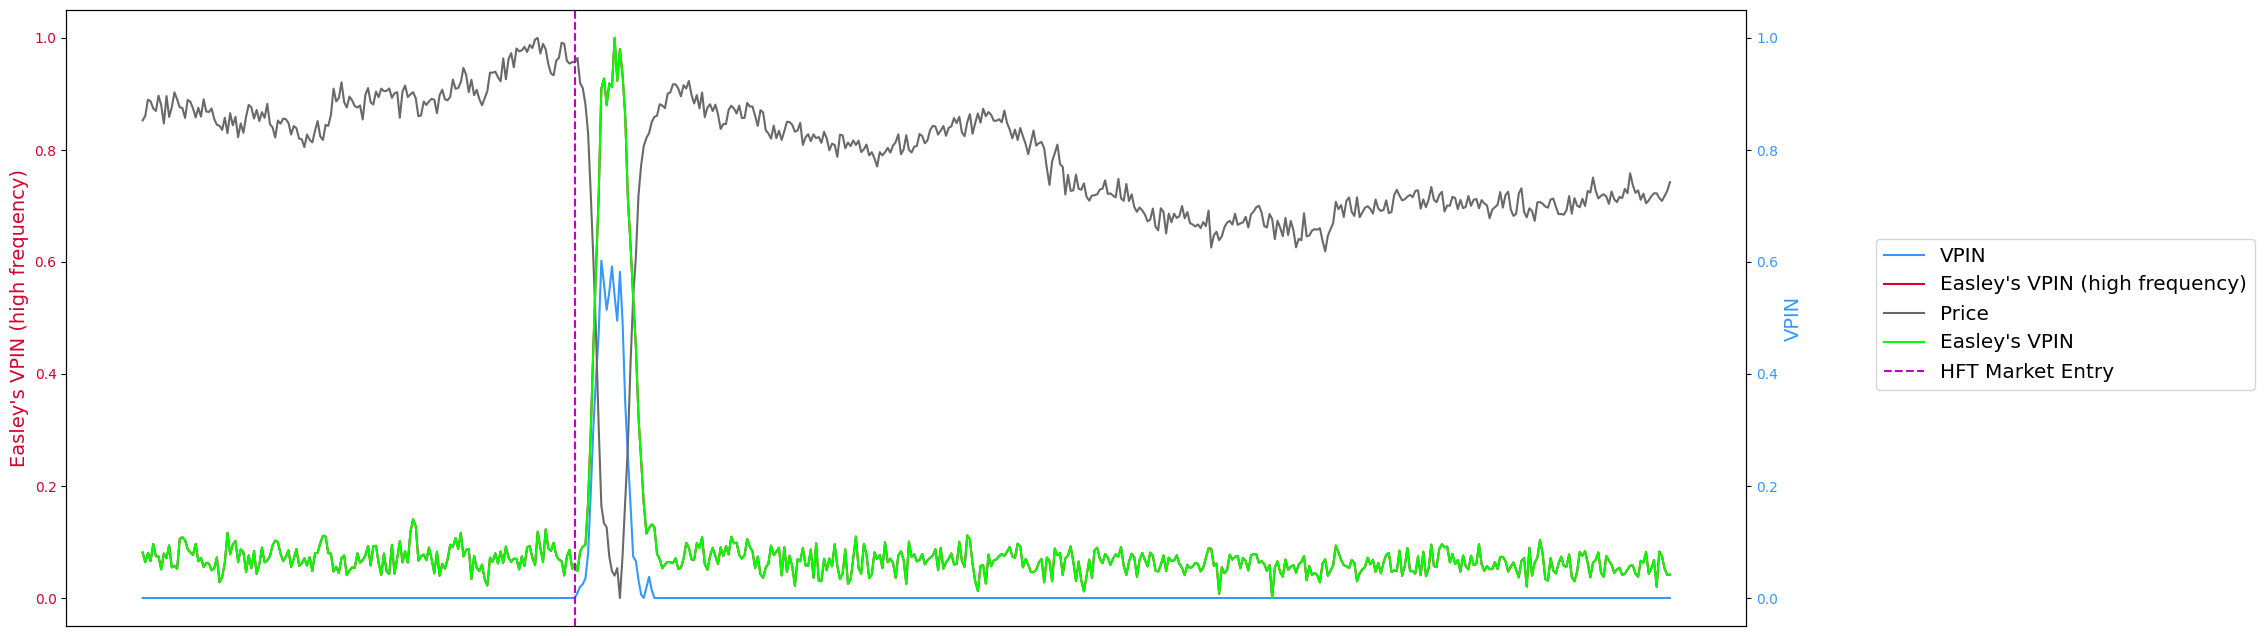 Easley's VPIN (high frequency)
1.0
0.8
0.6
0.4
0.2
0.0
1.0
0.8
0.6
0.4
0.2
0.0
VPIN
VPIN
Easley's VPIN (high frequency)
Price
Easley's VPIN
HFT Market Entry